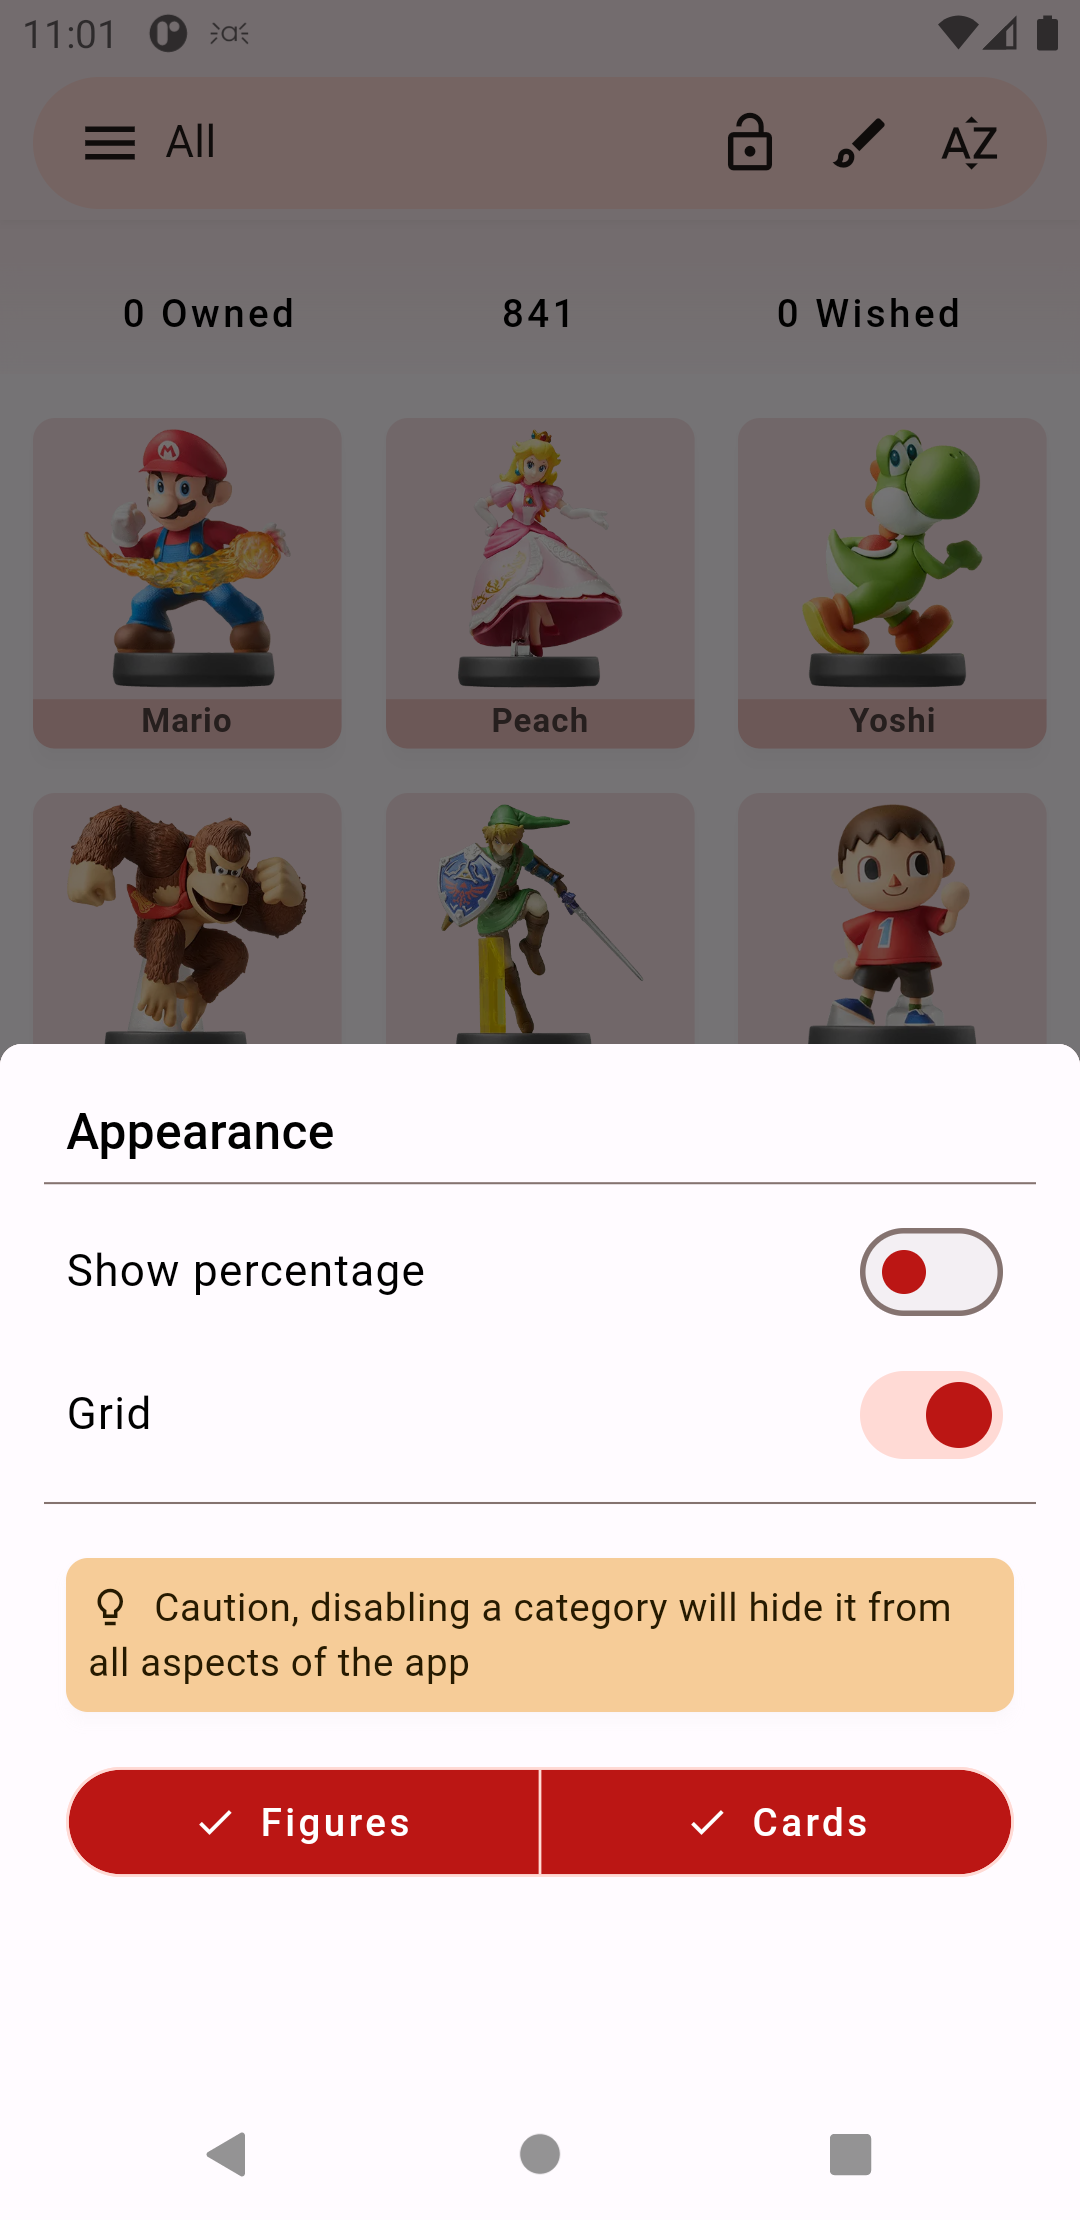 11:01
All
AZ
0 Owned
841
0 Wished
M
Mario
Peach
Yoshi
1
Appearance
Show percentage
Grid
Caution, disabling a category will hide it from
all aspects of the app
Figures
Cards